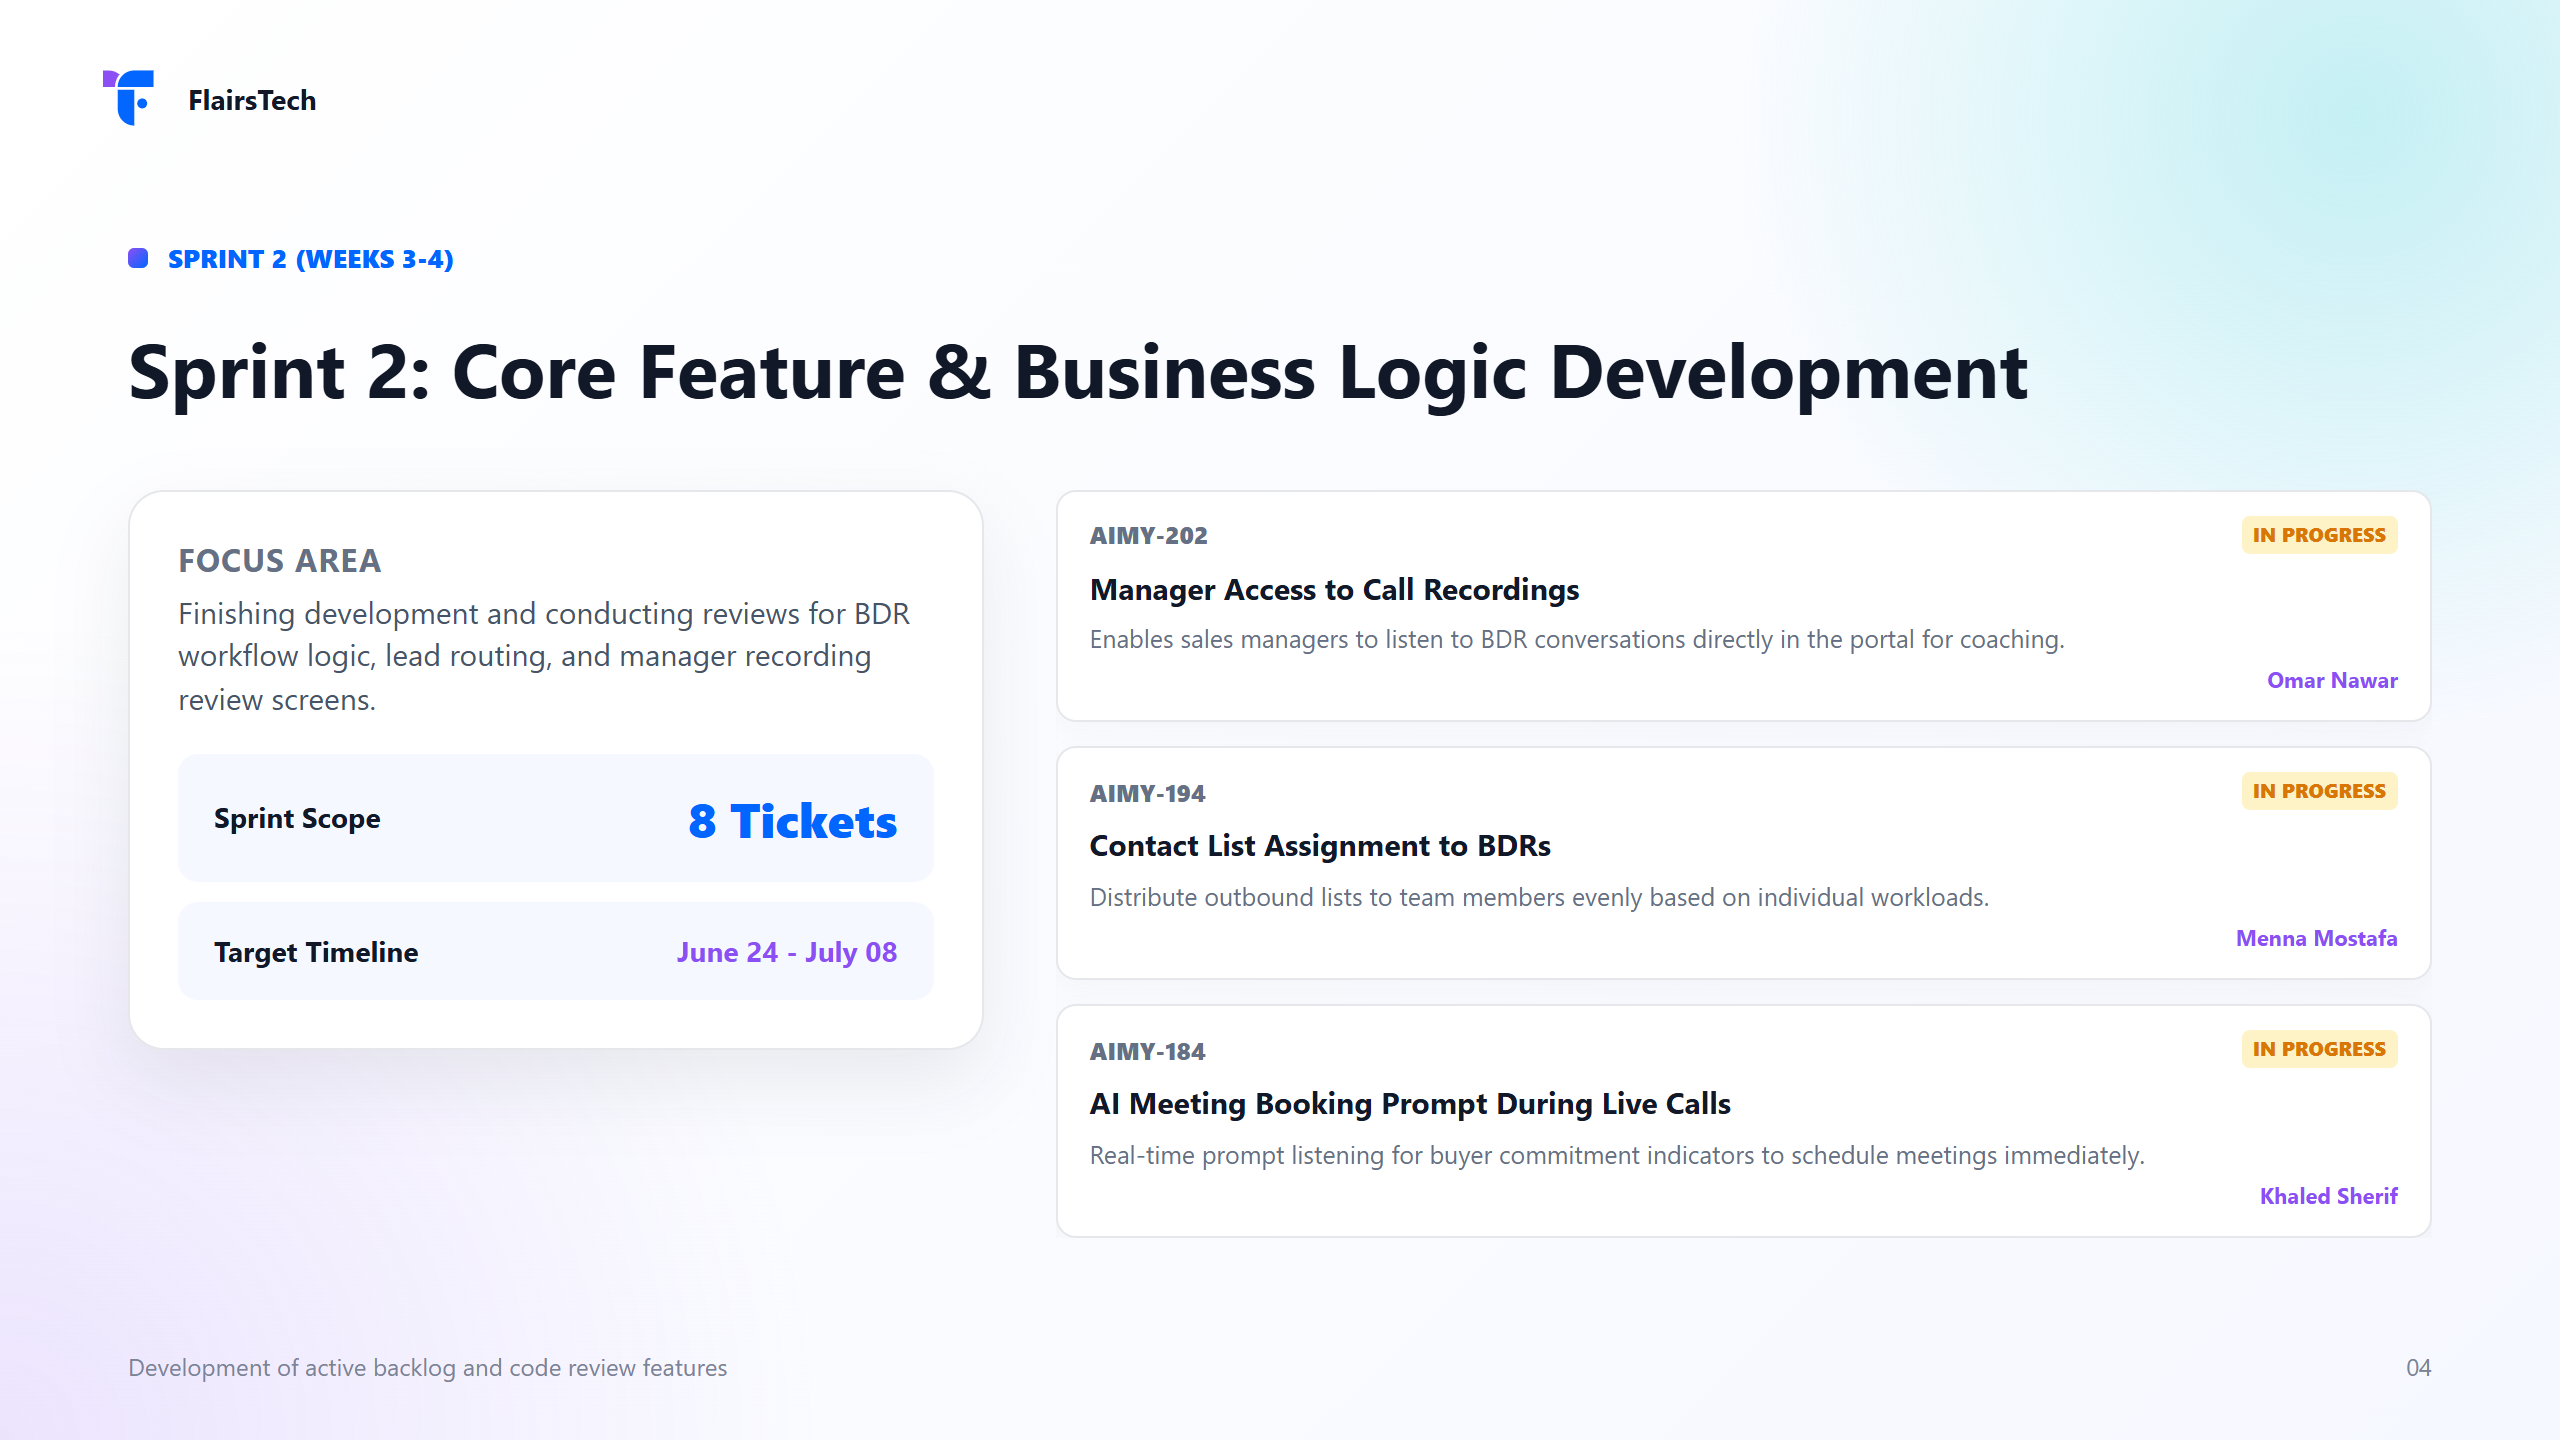 FlairsTech
SPRINT 2 (WEEKS 3-4)
Sprint 2: Core Feature & Business Logic Development
FOCUS AREA
Finishing development and conducting reviews for BDR
workflow logic, lead routing, and manager recording
review screens.
Sprint Scope
8 Tickets
Target Timeline
June 24 - July 08
AIMY-202
IN PROGRESS
Manager Access to Call Recordings
Enables sales managers to listen to BDR conversations directly in the portal for coaching.
Omar Nawar
AIMY-194
IN PROGRESS
Contact List Assignment to BDRs
Distribute outbound lists to team members evenly based on individual workloads.
Menna Mostafa
AIMY-184
IN PROGRESS
AI Meeting Booking Prompt During Live Calls
Real-time prompt listening for buyer commitment indicators to schedule meetings immediately.
Khaled Sherif
Development of active backlog and code review features
04